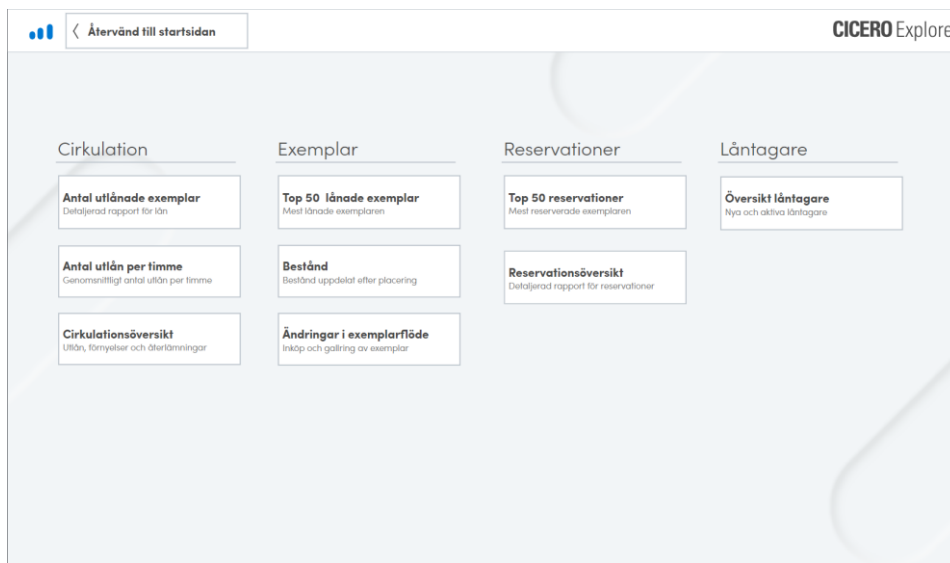 Återvänd till startsidan
CICERO Explore
Cirkulation
Antal utlånade exemplar
Detaljerad rapport för lån
Antal utlån per timme
Genomsnittligt antal utlån per timme
Cirkulationsöversikt
Utlån, förnyelser och återlämningar
Exemplar
Top 50 lånade exemplar
Mest lånade exemplaren
Bestånd
Bestånd uppdelat efter placering
Ändringar i exemplarflöde
Inköp och gallring av exemplar
Reservationer
Top 50 reservationer
Mest reserverade exemplaren
Reservationsöversikt
Detaljerad rapport för reservationer
Låntagare
Översikt låntagare
Nya och aktiva låntagare